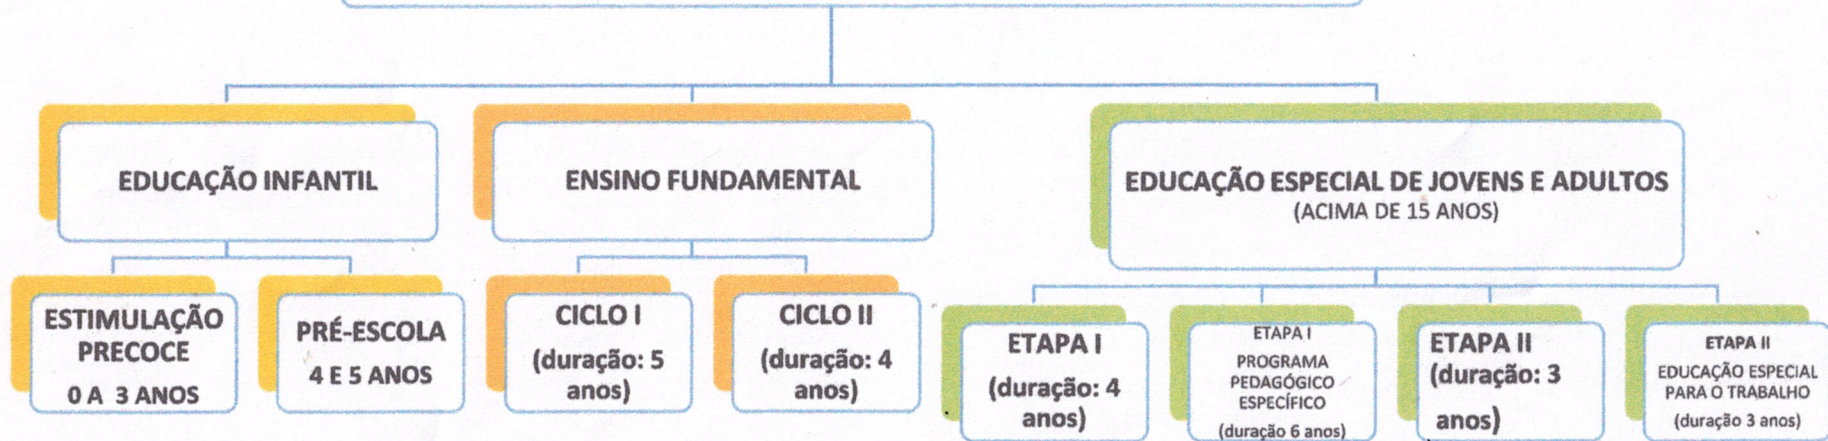 EDUCAÇÃO INFANTIL
ENSINO FUNDAMENTAL
EDUCAÇÃO ESPECIAL DE JOVENS E ADULTOS
(ACIMA DE 15 ANOS)
ESTIMULAÇÃO
PRECOCE
0 A 3 ANOS
PRÉ-ESCOLA
4 E 5 ANOS
CICLO I
(duração: 5
anos)
CICLO II
(duração: 4
anos)
ETAPA I
(duração: 4
anos)
ETAPA I
PROGRAMA
PEDAGÓGICO
ESPECÍFICO
(duração 6 anos)
ETAPA II
(duração: 3
anos)
ETAPA II
EDUCAÇÃO ESPECIAL
PARA O TRABALHO
(duração 3 anos)